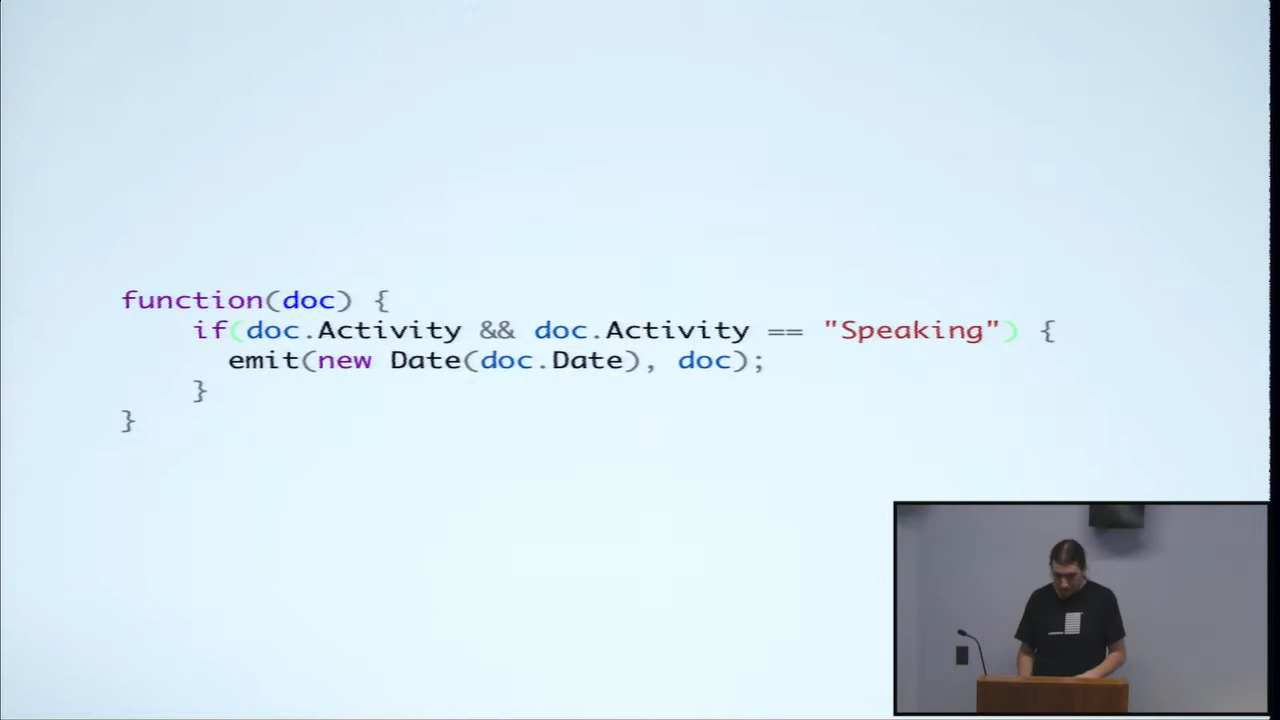 function(doc) {
if(doc.Activity && doc.Activity == "Speaking") {
emit(new Date(doc.Date), doc);
}
}